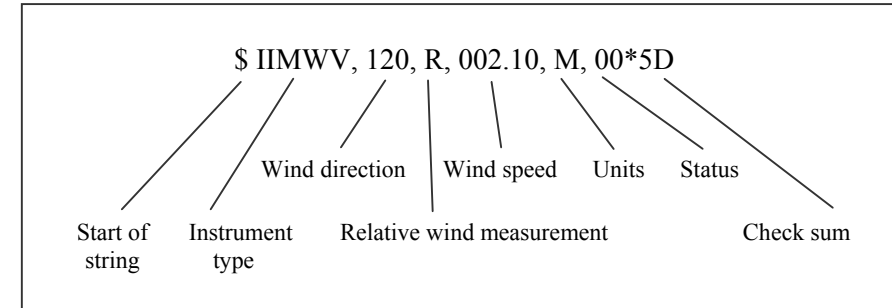 $ IIMWV, 120, R, 002.10, M, 00*5D
Wind direction Wind speed Units Status
Start of string Instrument type Relative wind measurement Check sum